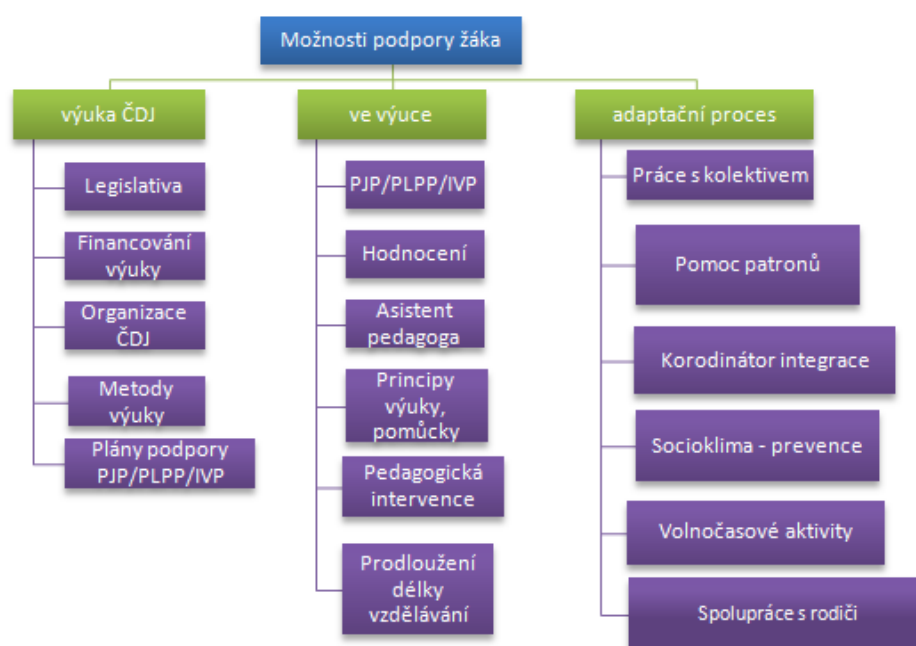 Možnosti podpory žáka
výuka ČDJ
Legislativa
Financování
výuky
Organizace
ČDJ
Metody
výuky
Plány podpory
PJP/PLPP/IVP
ve výuce
PJP/PLPP/IVP
Hodnocení
Asistent
pedagoga
Principy
výuky,
pomůcky
Pedagogická
intervence
Prodloužení
délky
vzdělávání
adaptační proces
Práce s kolektivem
Pomoc patronů
Korodinátor integrace
Socioklima - prevence
Volnočasové aktivity
Spolupráce s rodiči